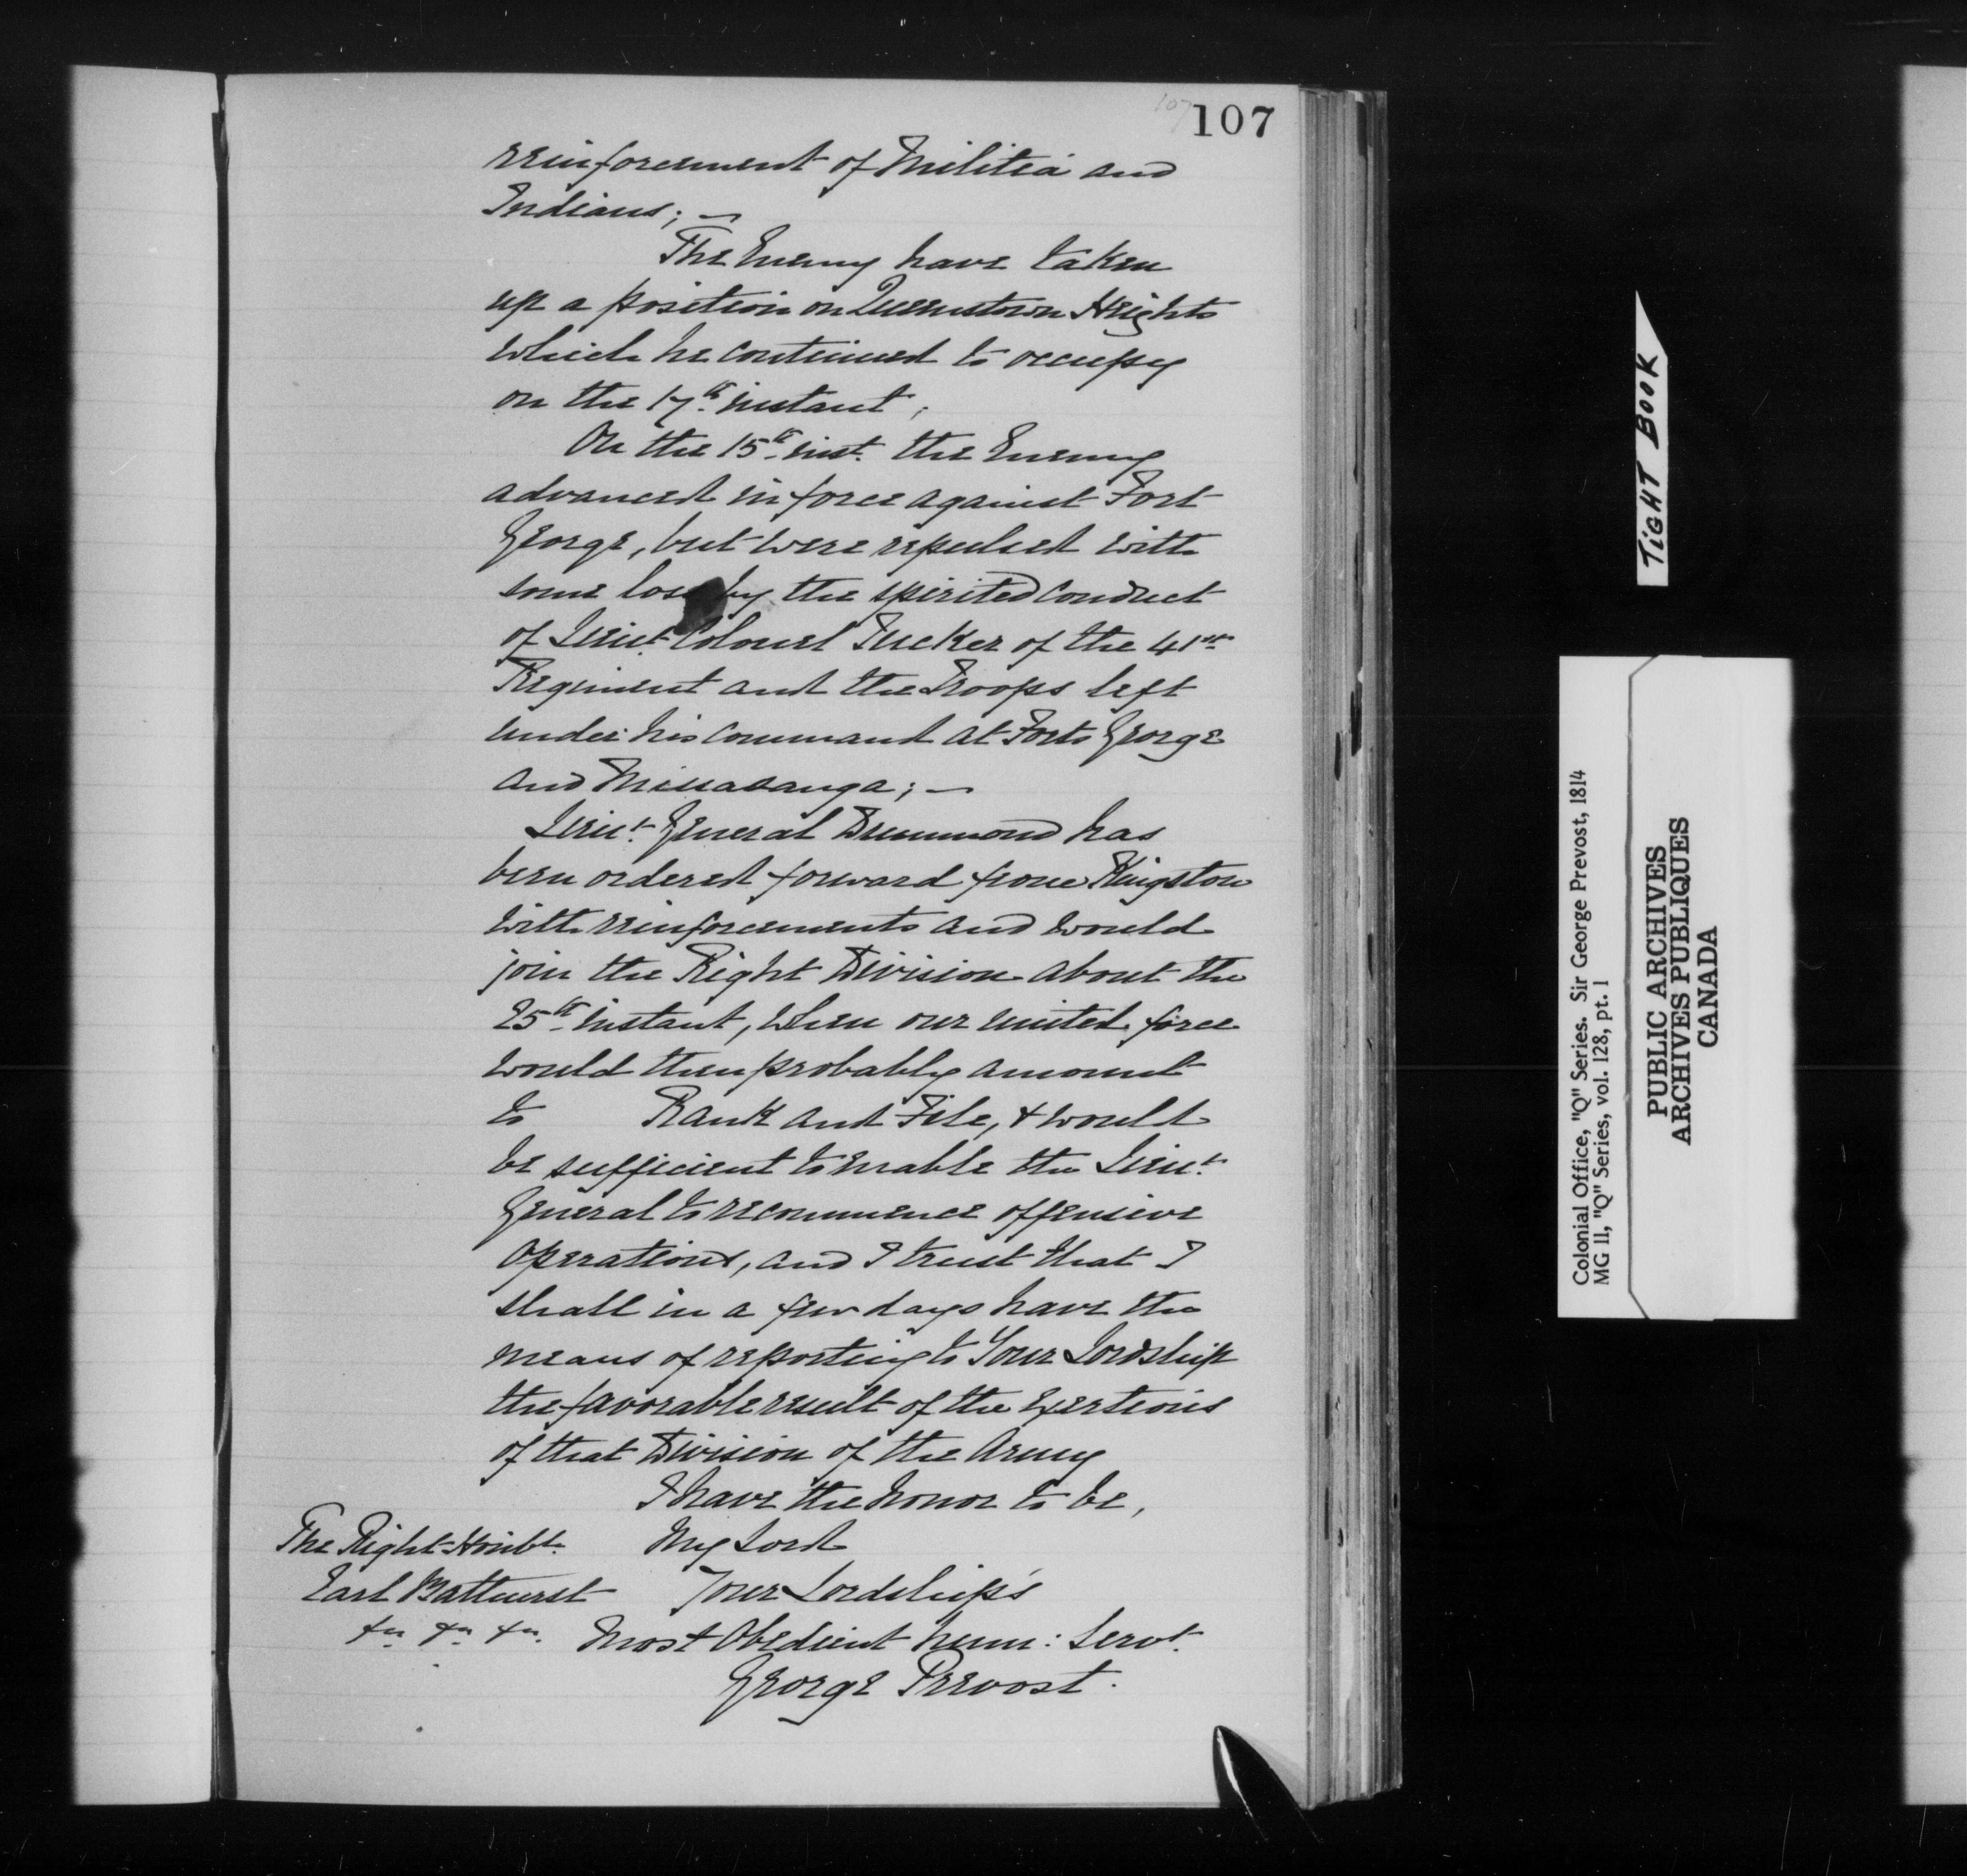 107
107
reinforcement of Militia and
Indians; —
The Enemy have taken
up a position on Queenstown Heights
which he continued to occupy
on the 17th instant,
On the 15th inst. the Enemy
advanced in force against Fort
George, but were repulsed with
some loss by the spirited conduct
of Lieut. Colonel Tucker of the 41st
Regiment and the Troops left
under his command at Forts George
and Missasauga; —
Lieut. General Drummond has
been ordered forward from Kingston
with reinforcements and would
join the Right Division about the
25th instant, when our united force
would then probably amount
to Rank and File, & would
be sufficient to enable the Lieut.
General to recommence offensive
operations, and I trust that I
shall in a few days have the
means of reporting to Your Lordship
the favorable result of the exertions
of that Division of the Army
I have the honor to be,
The Right Honble. My Lord
Earl Bathurst Your Lordship's
&c. &c. &c. Most Obedient hum: Servt.
George Prevost.
TIGHT BOOK
Colonial Office, "Q" Series. Sir George Prevost, 1814
MG 11, "Q" Series, vol. 128, pt. 1
PUBLIC ARCHIVES
ARCHIVES PUBLIQUES
CANADA